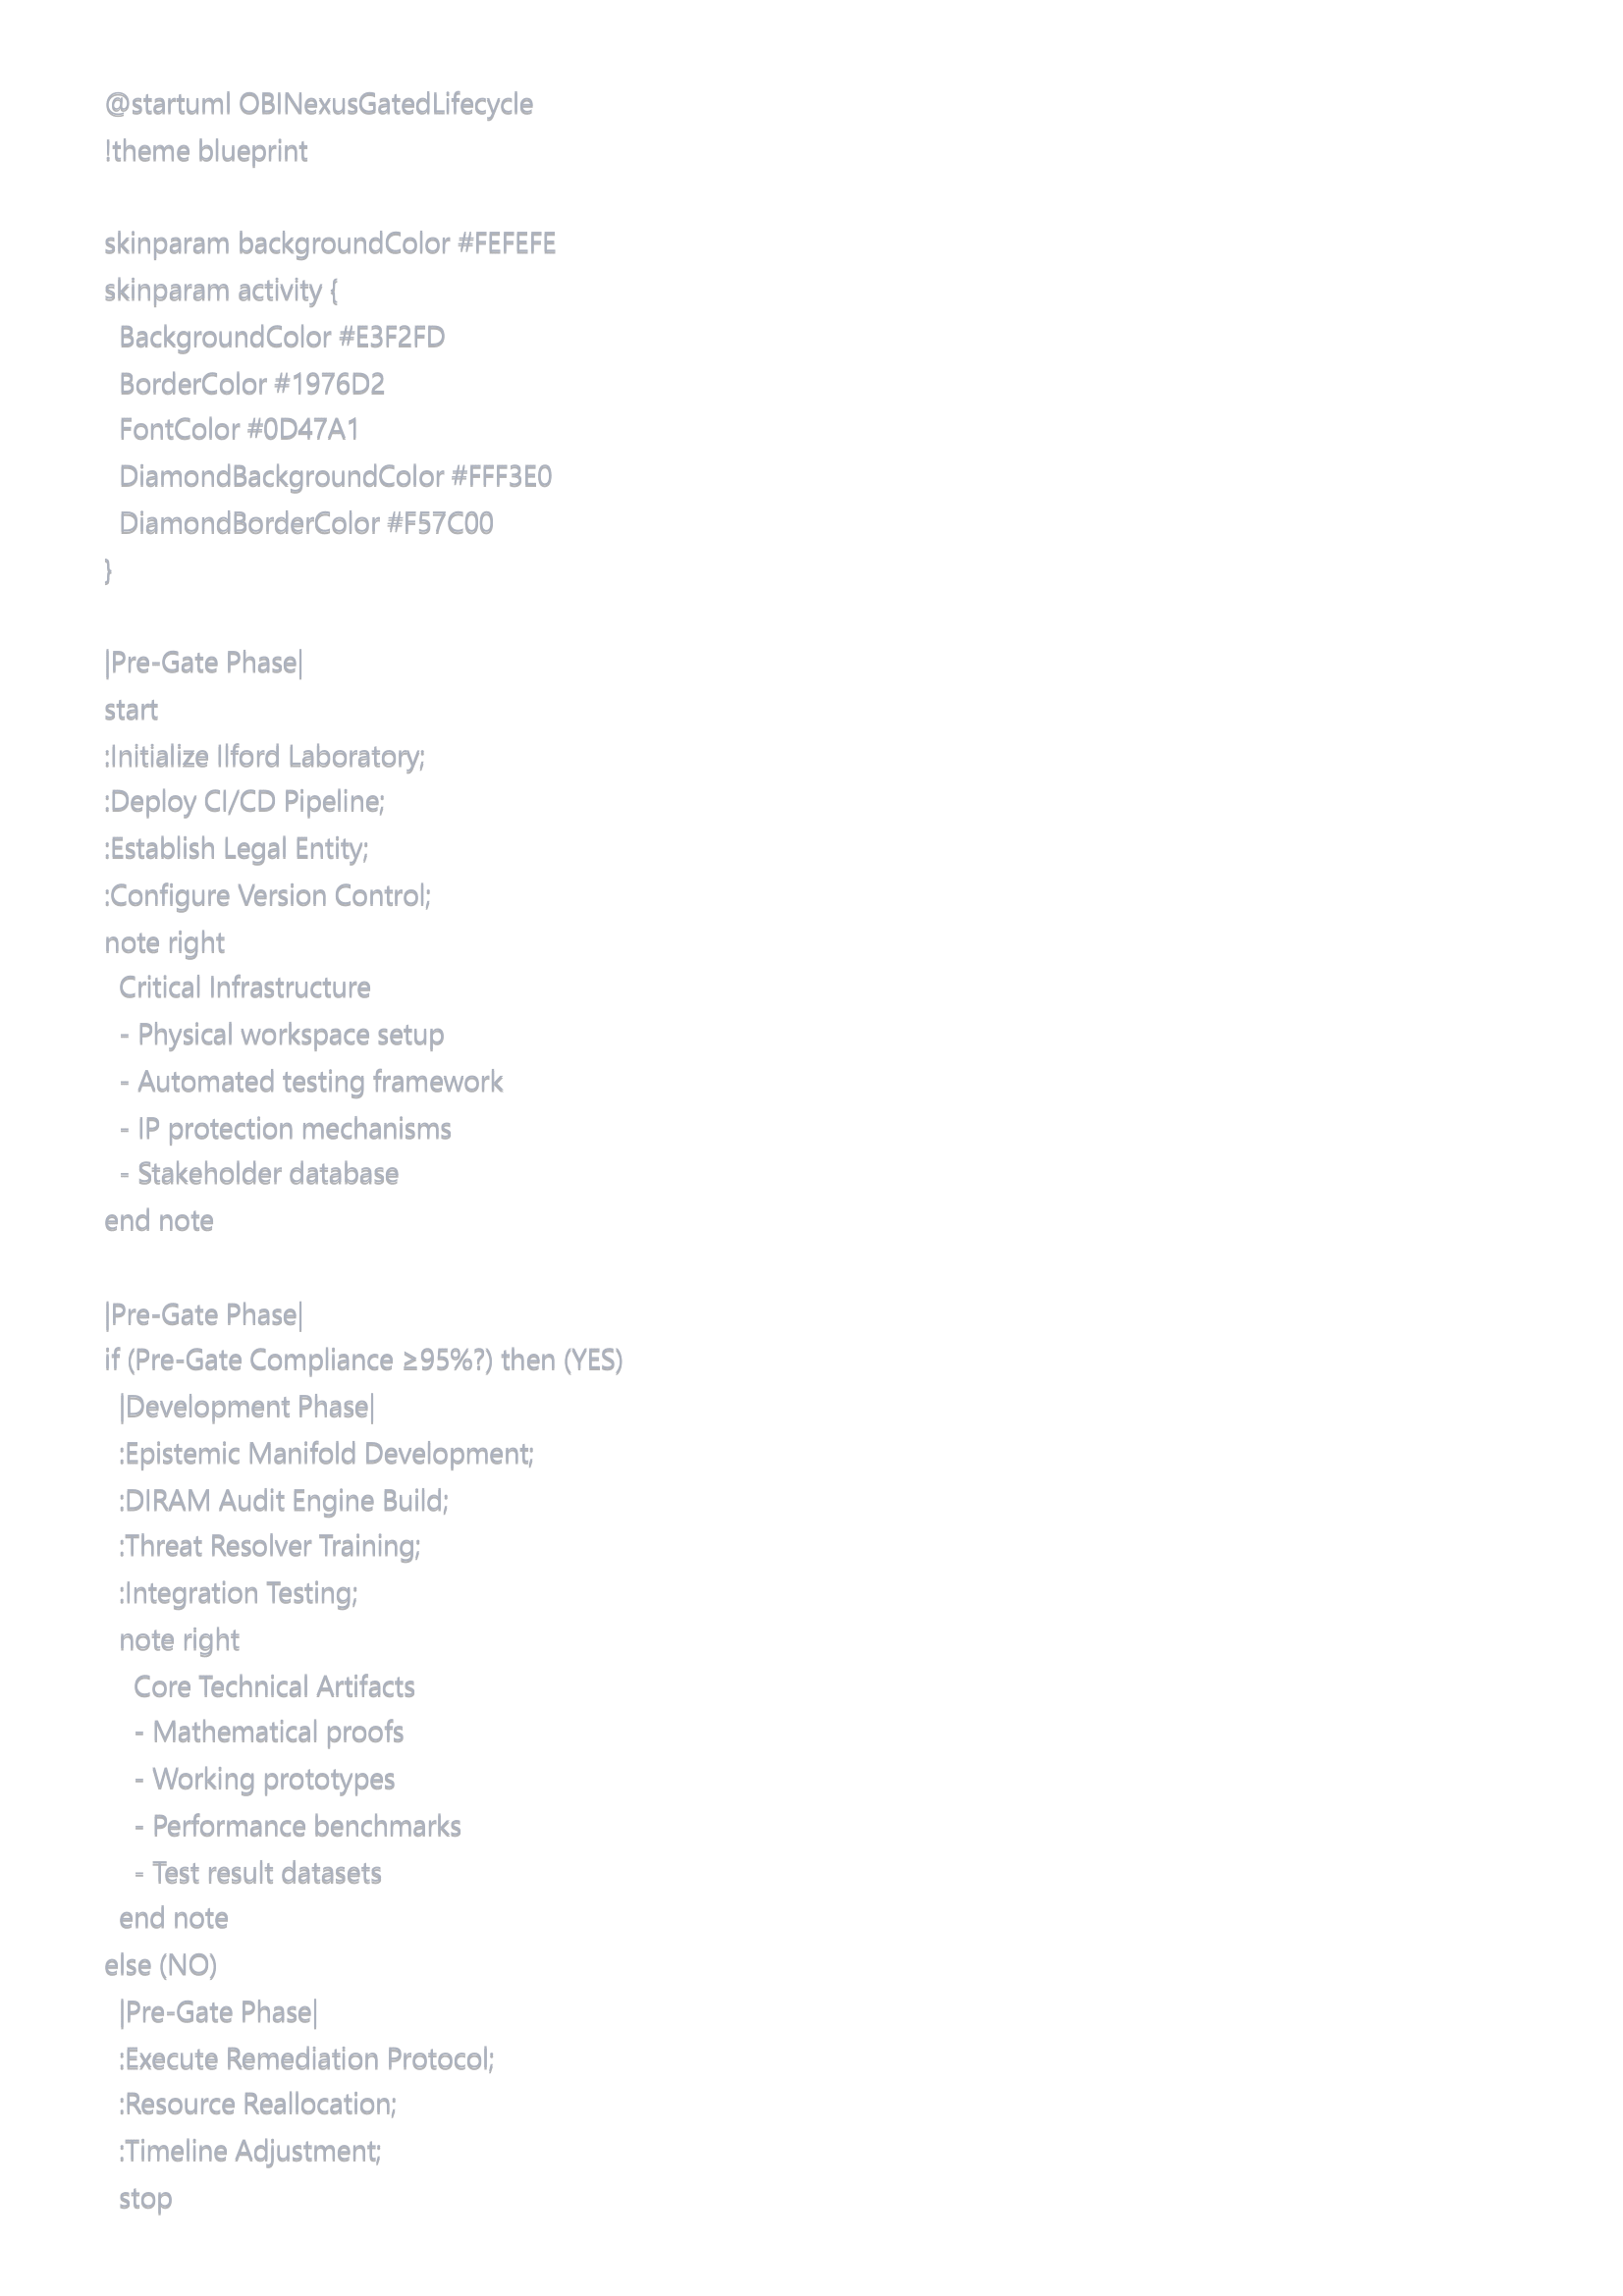 @startuml OBINexusGatedLifecycle
!theme blueprint
skinparam backgroundColor #FEFEFE
skinparam activity {
BackgroundColor #E3F2FD
BorderColor #1976D2
FontColor #0D47A1
DiamondBackgroundColor #FFF3E0
DiamondBorderColor #F57C00
}
|Pre-Gate Phase|
start
:Initialize Ilford Laboratory;
:Deploy CI/CD Pipeline;
:Establish Legal Entity;
:Configure Version Control;
note right
Critical Infrastructure
- Physical workspace setup
- Automated testing framework
- IP protection mechanisms
- Stakeholder database
end note
|Pre-Gate Phase|
if (Pre-Gate Compliance ≥95%?) then (YES)
|Development Phase|
:Epistemic Manifold Development;
:DIRAM Audit Engine Build;
:Threat Resolver Training;
:Integration Testing;
note right
Core Technical Artifacts
- Mathematical proofs
- Working prototypes
- Performance benchmarks
- Test result datasets
end note
else (NO)
|Pre-Gate Phase|
:Execute Remediation Protocol;
:Resource Reallocation;
:Timeline Adjustment;
stop